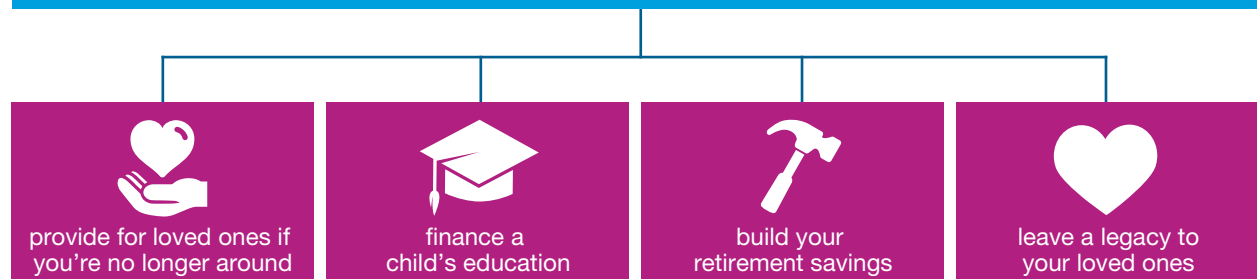 provide for loved ones if
you're no longer around
finance a
child's education
build your
retirement savings
leave a legacy to
your loved ones